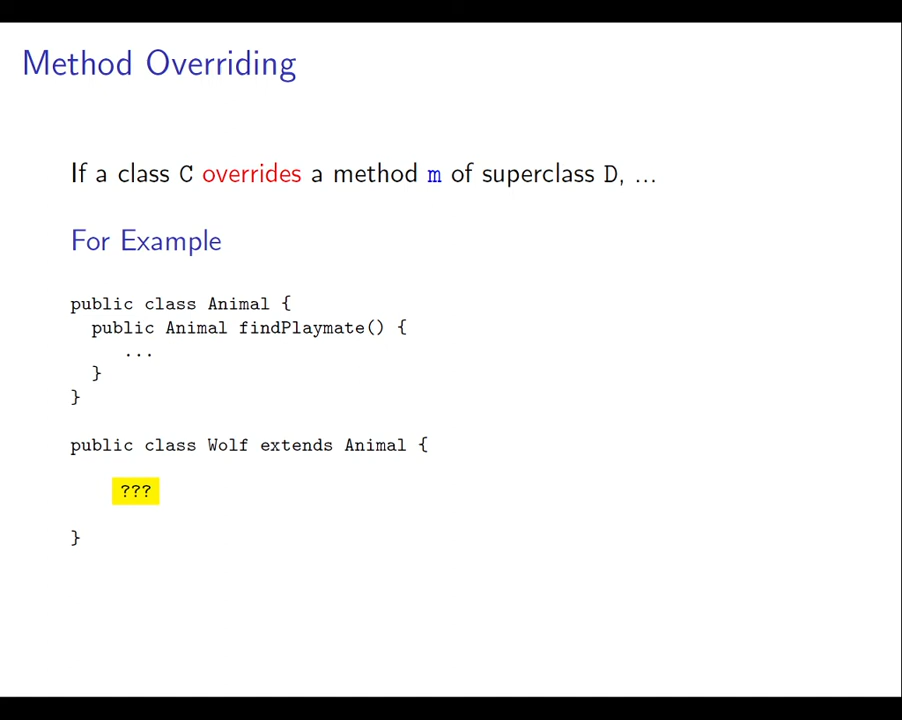 Method Overriding
If a class C overrides a method m of superclass D, ...
For Example
public class Animal {
public Animal findPlaymate() {
...
}
}
public class Wolf extends Animal {
???
}